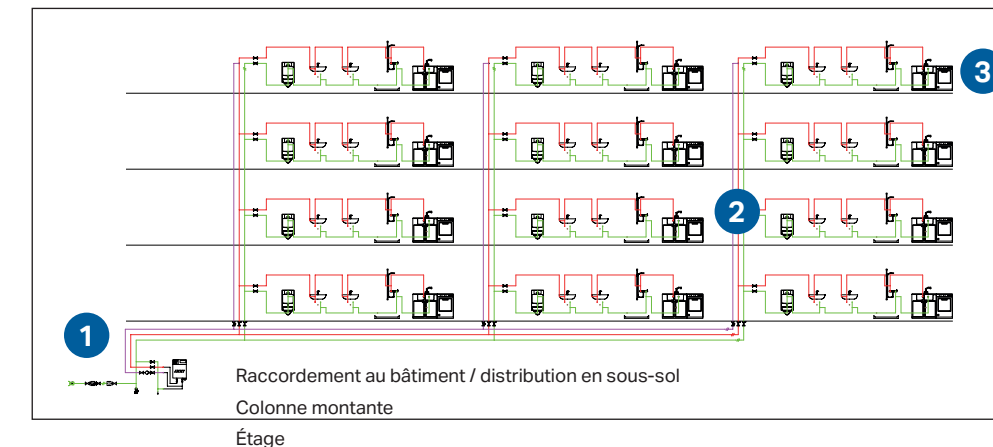 3
2
1
Raccordement au bâtiment / distribution en sous-sol
Colonne montante
Étage